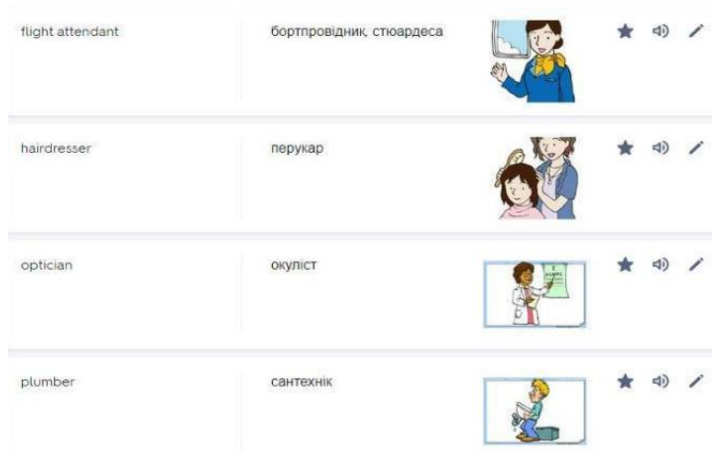 flight attendant бортпровідник, стюардеса
hairdresser перукар
optician окуліст
plumber сантехнік